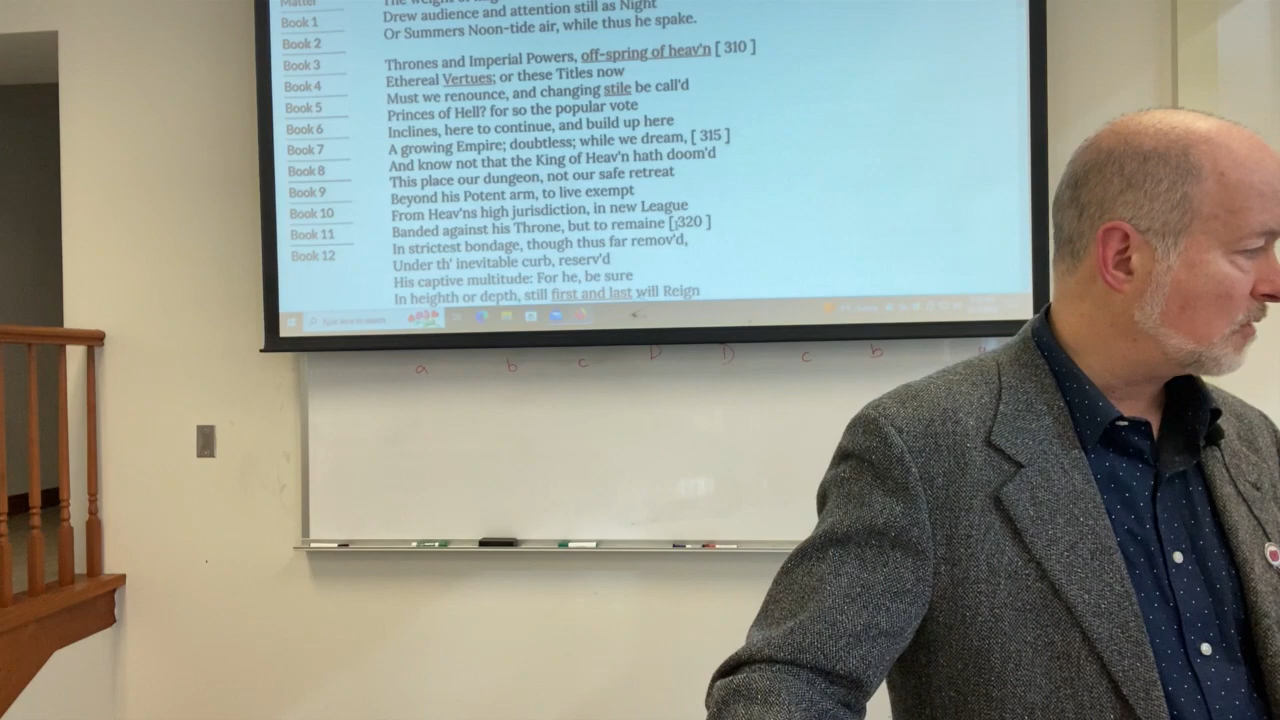 Matter
Book 1
Book 2
Book 3
Book 4
Book 5
Book 6
Book 7
Book 8
Book 9
Book 10
Book 11
Book 12
Drew audience and attention still as Night
Or Summers Noon-tide air, while thus he spake.
Thrones and Imperial Powers, off-spring of heav'n [ 310 ]
Ethereal Vertues; or these Titles now
Must we renounce, and changing stile be call'd
Princes of Hell? for so the popular vote
Inclines, here to continue, and build up here
A growing Empire; doubtless; while we dream, [ 315 ]
And know not that the King of Heav'n hath doom'd
This place our dungeon, not our safe retreat
Beyond his Potent arm, to live exempt
From Heav'ns high jurisdiction, in new League
Banded against his Throne, but to remaine [ 320 ]
In strictest bondage, though thus far remov'd,
Under th' inevitable curb, reserv'd
His captive multitude: For he, be sure
In heighth or depth, still first and last will Reign
a b c D D c b